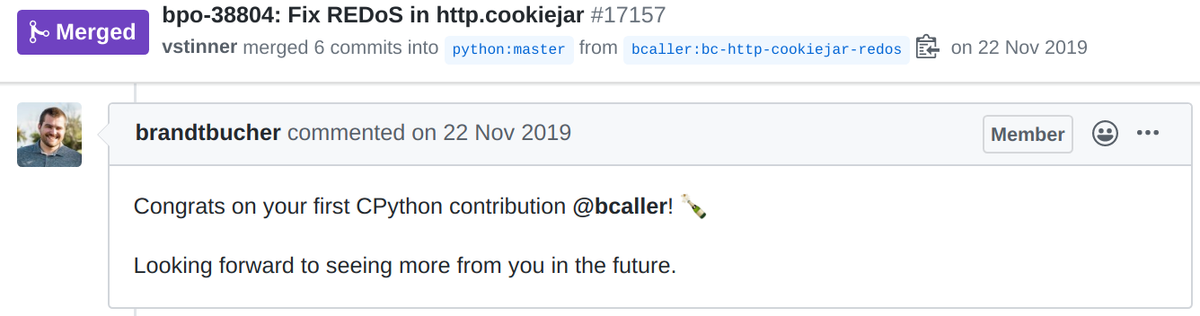 Merged
bpo-38804: Fix REDoS in http.cookiejar #17157
vstinner merged 6 commits into python:master from bcaller:bc-http-cookiejar-redos on 22 Nov 2019
brandtbucher commented on 22 Nov 2019
Member
Congrats on your first CPython contribution @bcaller! 🍾
Looking forward to seeing more from you in the future.